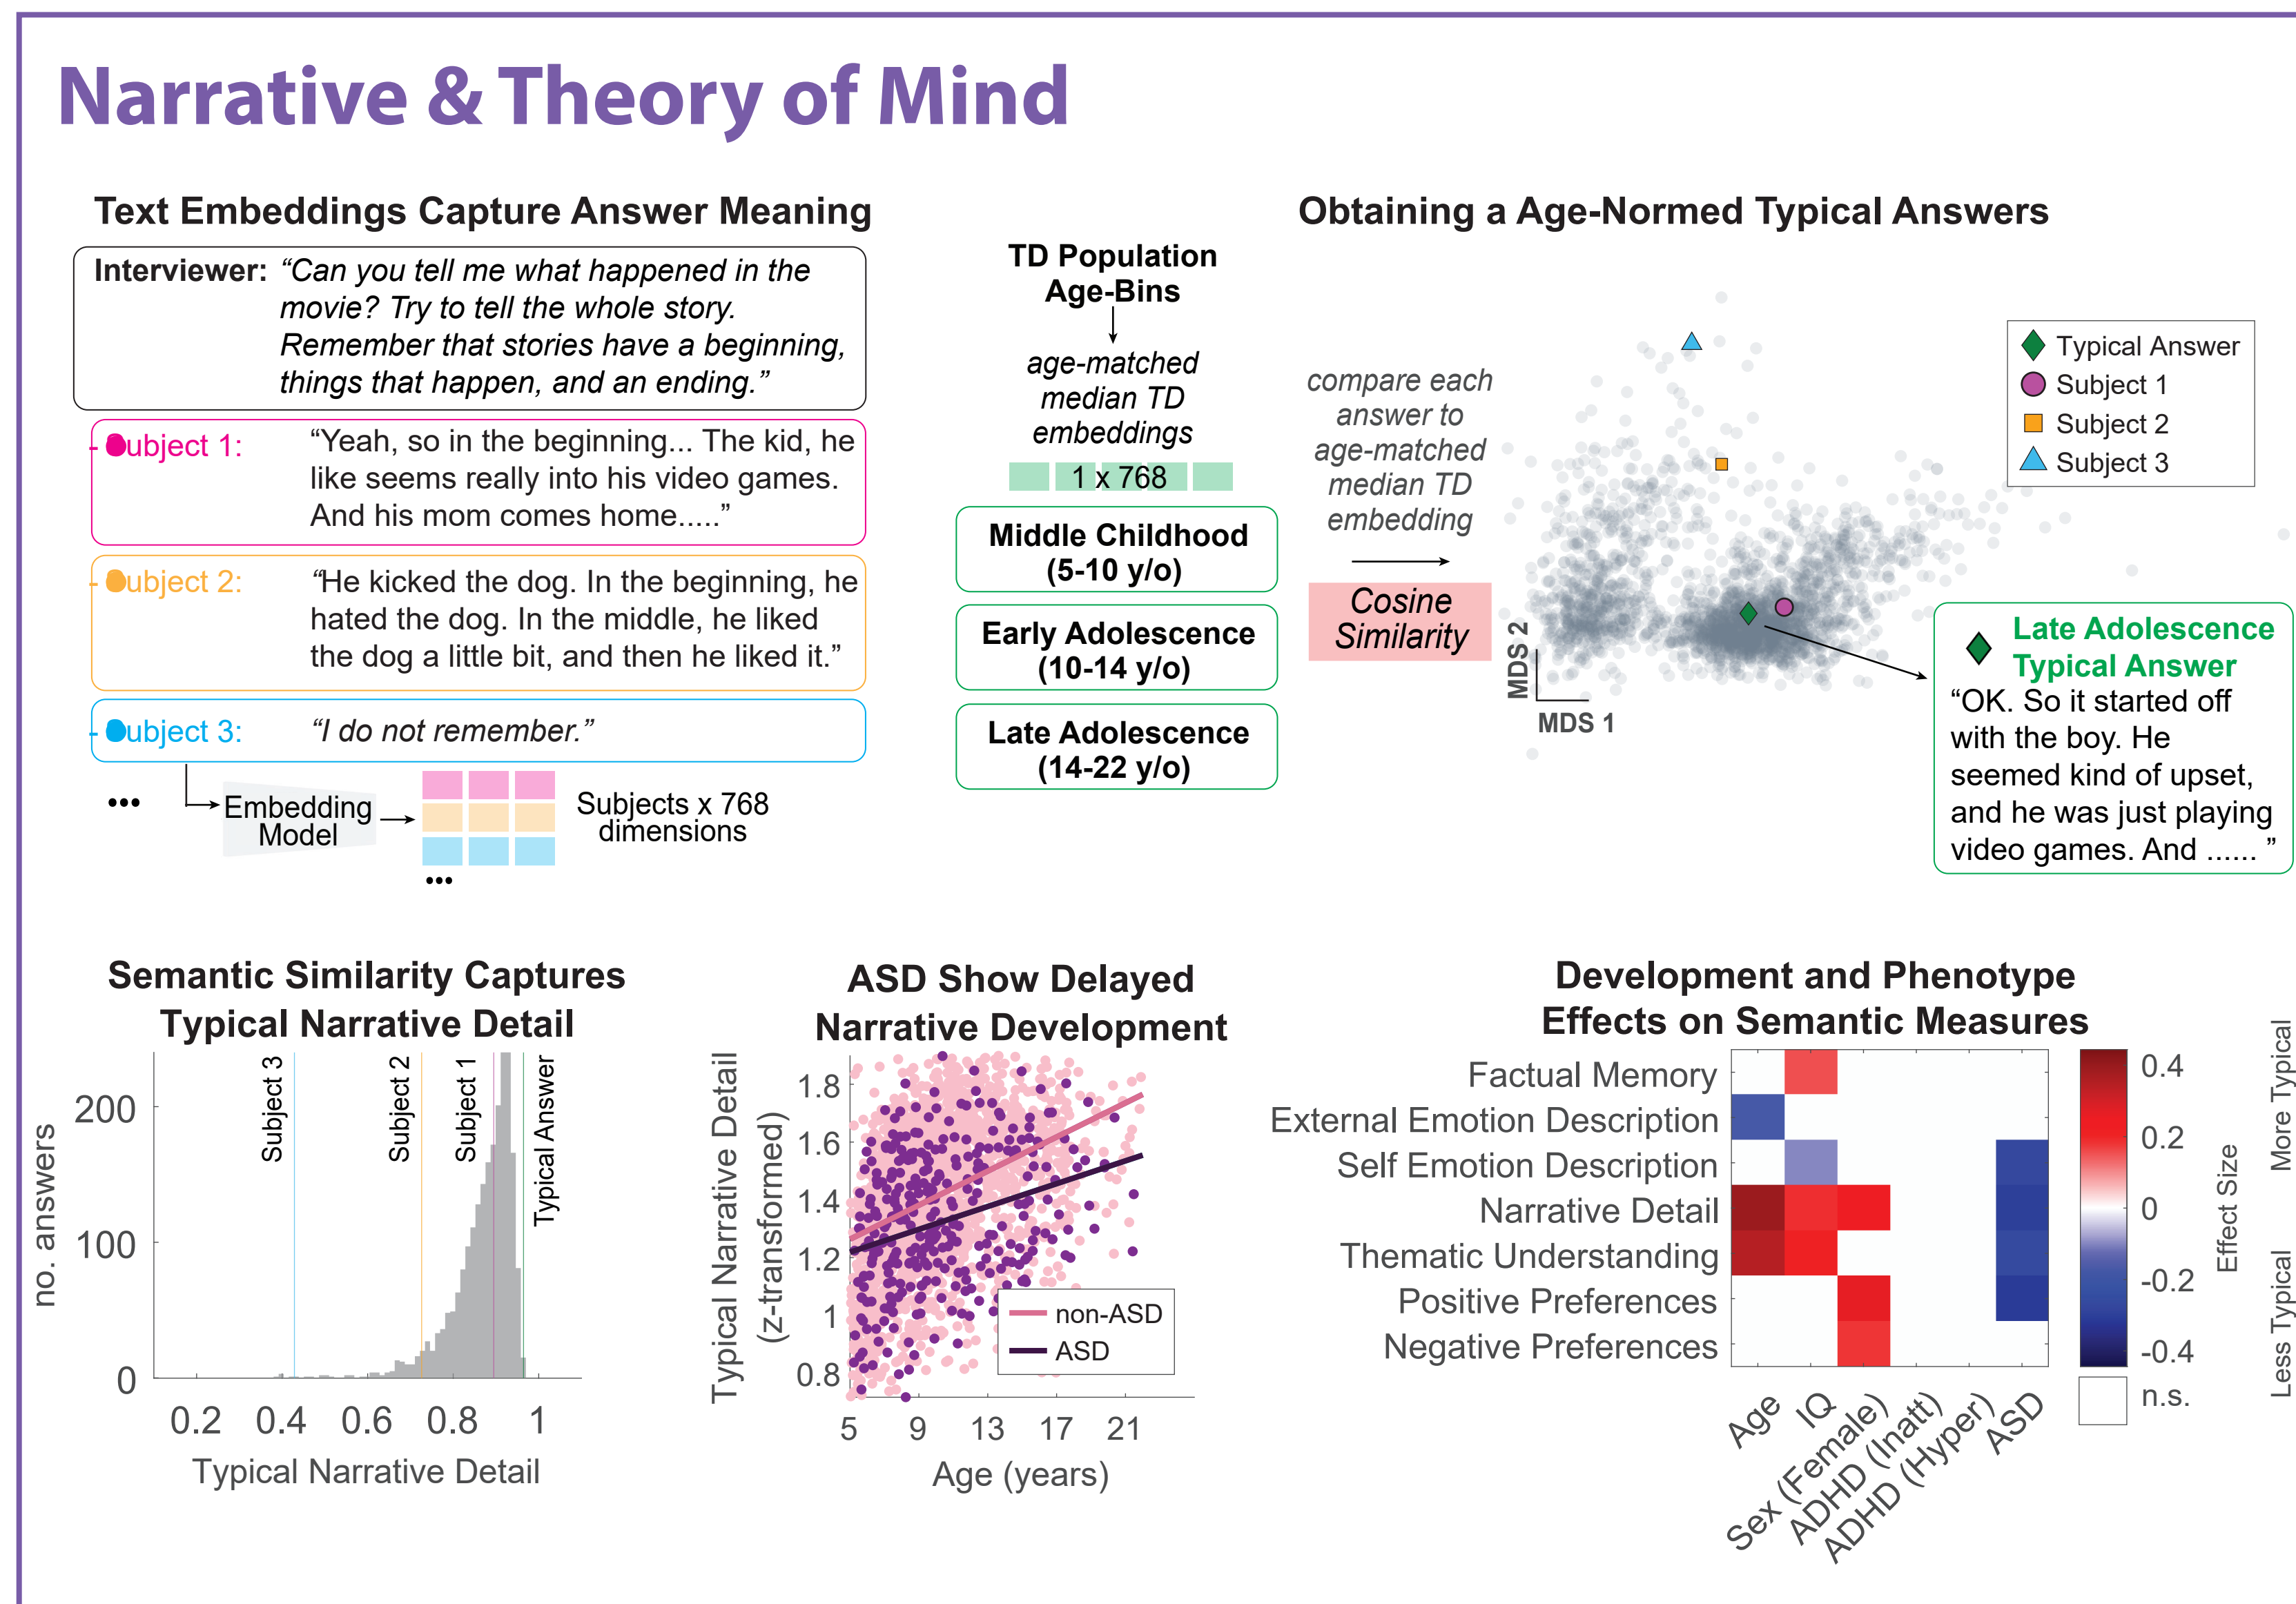 Narrative & Theory of Mind
Text Embeddings Capture Answer Meaning
Interviewer: “Can you tell me what happened in the
movie? Try to tell the whole story.
Remember that stories have a beginning,
things that happen, and an ending.”
- Subject 1: “Yeah, so in the beginning... The kid, he
like seems really into his video games.
And his mom comes home.....”
- Subject 2: “He kicked the dog. In the beginning, he
hated the dog. In the middle, he liked
the dog a little bit, and then he liked it.”
- Subject 3: “I do not remember.”
...
Embedding
Model
Subjects x 768
dimensions
...
TD Population
Age-Bins
age-matched
median TD
embeddings
1 x 768
Middle Childhood
(5-10 y/o)
Early Adolescence
(10-14 y/o)
Late Adolescence
(14-22 y/o)
Obtaining a Age-Normed Typical Answers
compare each
answer to
age-matched
median TD
embedding
Cosine
Similarity
MDS 2
MDS 1
Typical Answer
Subject 1
Subject 2
Subject 3
Late Adolescence
Typical Answer
“OK. So it started off
with the boy. He
seemed kind of upset,
and he was just playing
video games. And ...... ”
Semantic Similarity Captures
Typical Narrative Detail
no. answers
200
100
0
Subject 3
Subject 2
Subject 1
Typical Answer
0.2 0.4 0.6 0.8 1
Typical Narrative Detail
ASD Show Delayed
Narrative Development
Typical Narrative Detail
(z-transformed)
1.8
1.6
1.4
1.2
1
0.8
non-ASD
ASD
5 9 13 17 21
Age (years)
Development and Phenotype
Effects on Semantic Measures
Factual Memory
External Emotion Description
Self Emotion Description
Narrative Detail
Thematic Understanding
Positive Preferences
Negative Preferences
Age
IQ
Sex (Female)
ADHD (Inatt)
ADHD (Hyper)
ASD
0.4
0.2
0
-0.2
-0.4
n.s.
Effect Size
More Typical
Less Typical